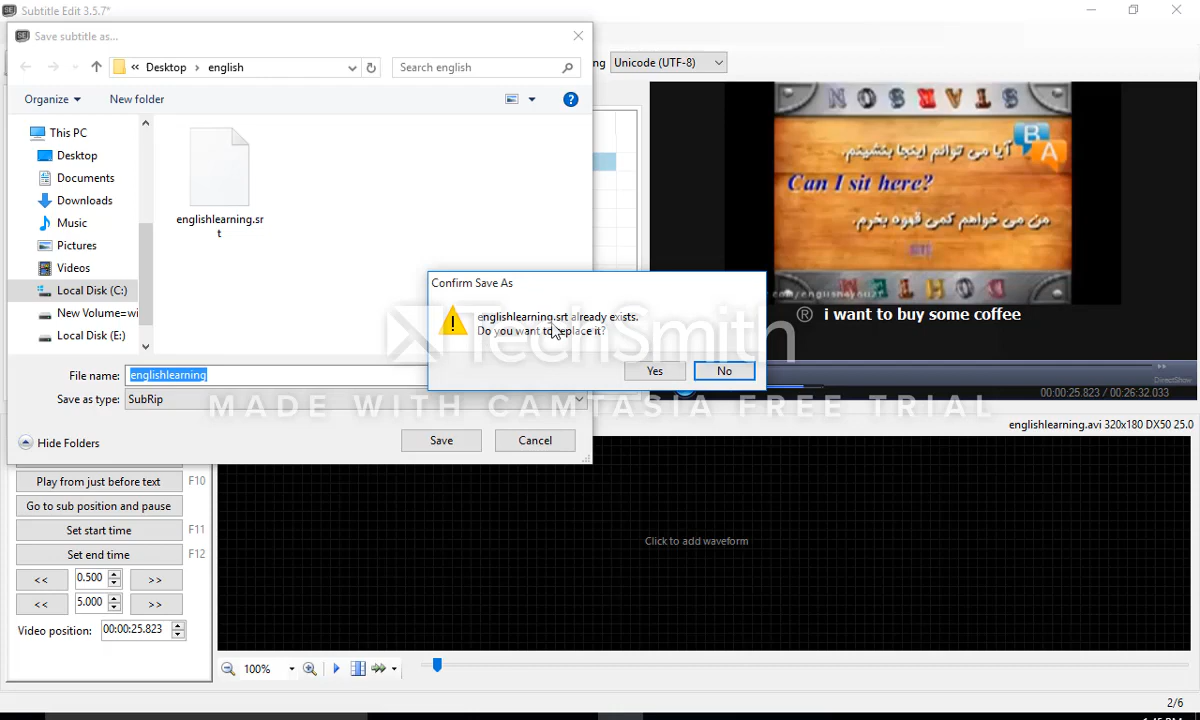 Subtitle Edit 3.5.7*
Save subtitle as...
« Desktop › english
Search english
ng Unicode (UTF-8)
Organize
New folder
This PC
Desktop
Documents
Downloads
Music
Pictures
Videos
Local Disk (C:)
New Volume=wi
Local Disk (E:)
englishlearning.sr
t
NOSRAVAS
آیا می توانم اینجا بنشینم.
B
A
Can I sit here?
من می خواهم کمی قهوه بخرم.
i want to buy some coffee
Confirm Save As
englishlearning.srt already exists.
Do you want to replace it?
Yes
No
TechSmith®
MADE WITH CAMTASIA FREE TRIAL
File name: englishlearning
Save as type: SubRip
Hide Folders
Save
Cancel
DirectShow
00:00:25.823 / 00:26:32.033
englishlearning.avi 320x180 DX50 25.0
Play from just before text F10
Go to sub position and pause
Set start time F11
Set end time F12
<< 0.500 >>
<< 5.000 >>
Video position: 00:00:25.823
Click to add waveform
100%
2/6